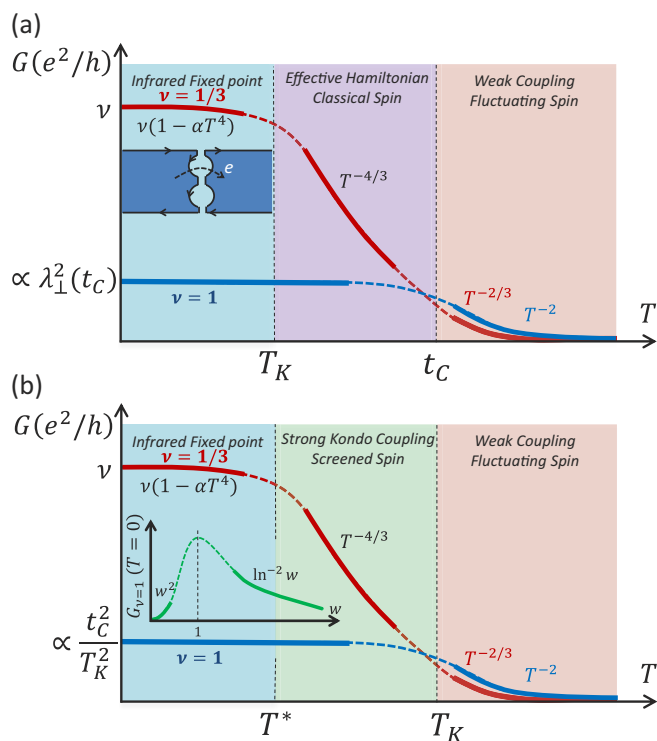 (a)
G(e²/h)
Infrared Fixed point
Effective Hamiltonian
Classical Spin
Weak Coupling
Fluctuating Spin
ν = 1/3
ν
ν(1 − αT⁴)
e
T^{−4/3}
∝ λ⊥²(t_C)
ν = 1
T^{−2/3}
T^{−2}
T
T_K
t_C
(b)
G(e²/h)
Infrared Fixed point
Strong Kondo Coupling
Screened Spin
Weak Coupling
Fluctuating Spin
ν = 1/3
ν
ν(1 − αT⁴)
T^{−4/3}
G_{ν=1} (T = 0)
w²
ln^{−2} w
w
1
∝ t_C²/T_K²
ν = 1
T^{−2/3}
T^{−2}
T
T*
T_K